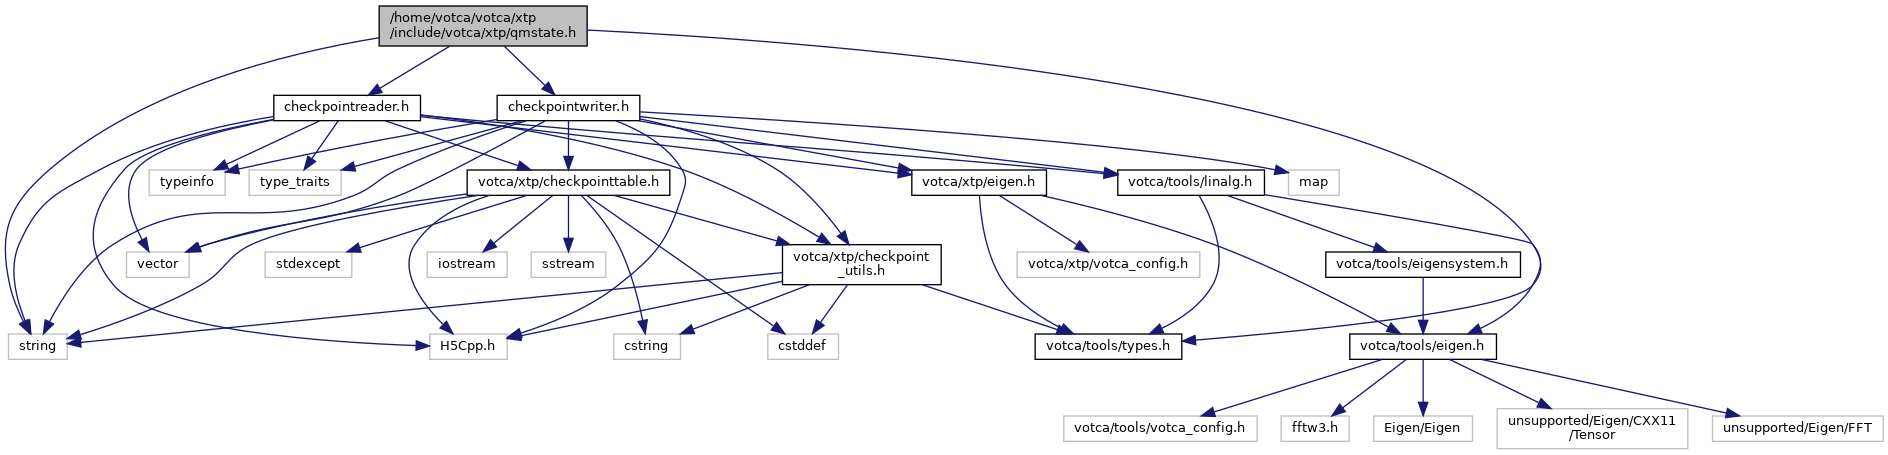 /home/votca/votca/xtp
/include/votca/xtp/qmstate.h
checkpointreader.h
checkpointwriter.h
typeinfo
type_traits
votca/xtp/checkpointtable.h
votca/xtp/eigen.h
votca/tools/linalg.h
map
vector
stdexcept
iostream
sstream
votca/xtp/checkpoint
_utils.h
votca/xtp/votca_config.h
votca/tools/eigensystem.h
string
H5Cpp.h
cstring
cstddef
votca/tools/types.h
votca/tools/eigen.h
votca/tools/votca_config.h
fftw3.h
Eigen/Eigen
unsupported/Eigen/CXX11
/Tensor
unsupported/Eigen/FFT